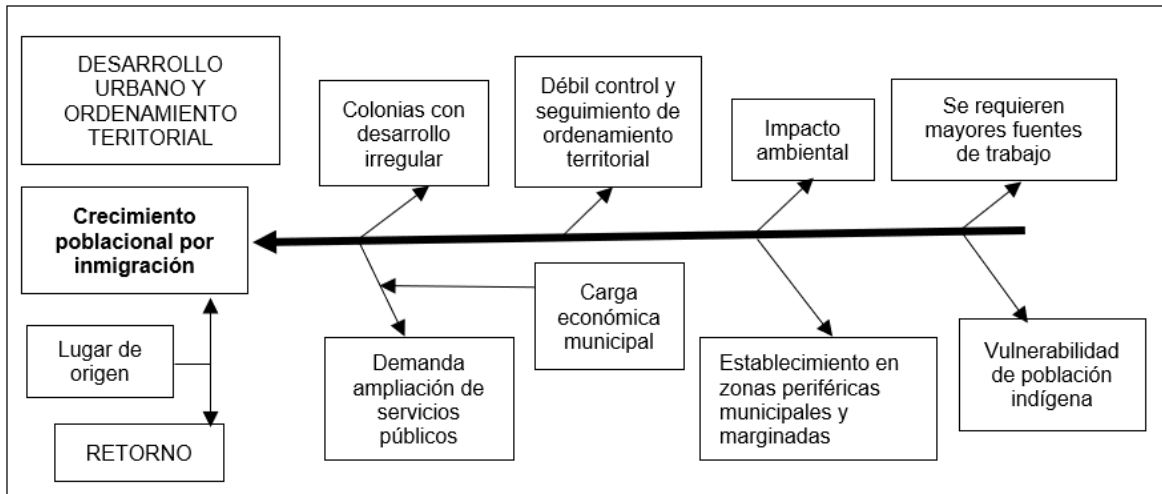 DESARROLLO
URBANO Y
ORDENAMIENTO
TERITORIAL
Colonias con
desarrollo
irregular
Débil control y
seguimiento de
ordenamiento
territorial
Impacto
ambiental
Se requieren
mayores fuentes
de trabajo
Crecimiento
poblacional por
inmigración
Lugar de
origen
RETORNO
Demanda
ampliación de
servicios
públicos
Carga
económica
municipal
Establecimiento en
zonas periféricas
municipales y
marginadas
Vulnerabilidad
de población
indígena